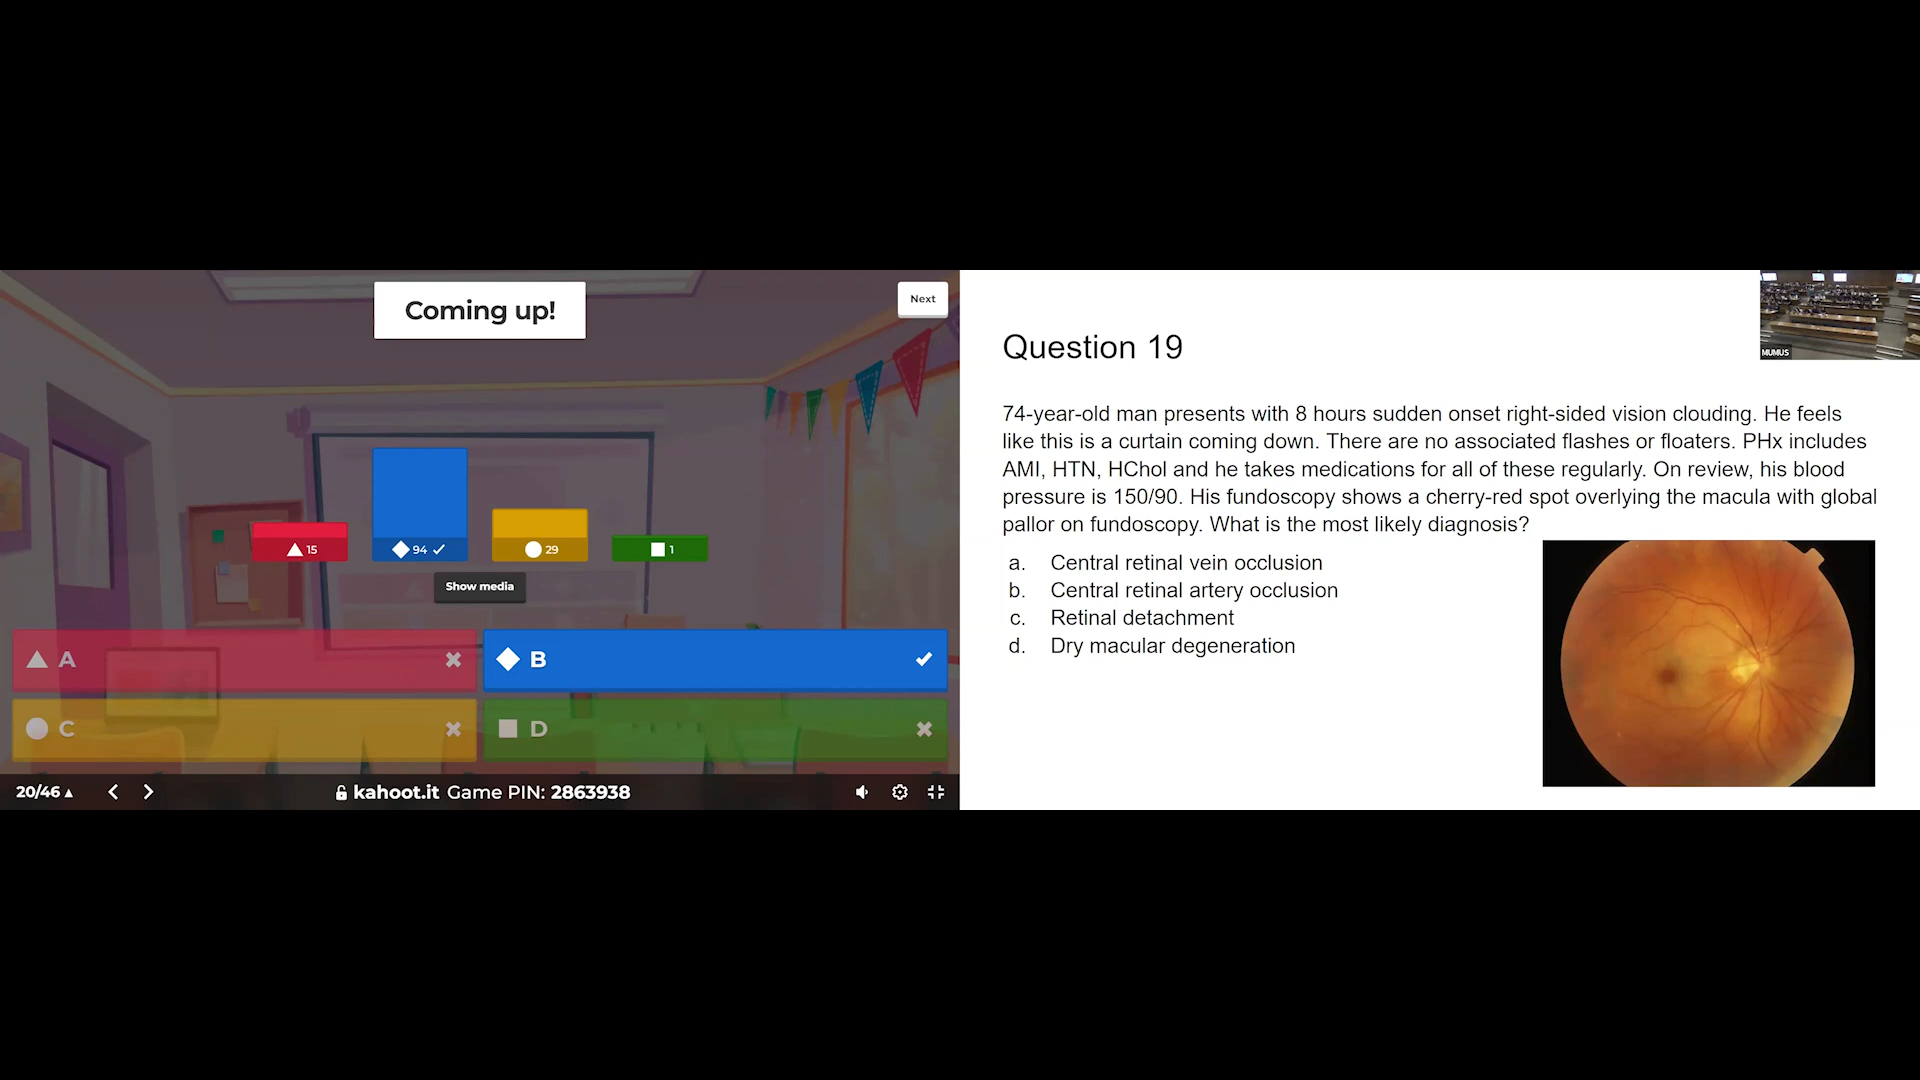 Coming up!
Next
15
94
29
1
Show media
A
B
C
D
20/46
kahoot.it Game PIN: 2863938
MUMUS
Question 19
74-year-old man presents with 8 hours sudden onset right-sided vision clouding. He feels
like this is a curtain coming down. There are no associated flashes or floaters. PHx includes
AMI, HTN, HChol and he takes medications for all of these regularly. On review, his blood
pressure is 150/90. His fundoscopy shows a cherry-red spot overlying the macula with global
pallor on fundoscopy. What is the most likely diagnosis?
a. Central retinal vein occlusion
b. Central retinal artery occlusion
c. Retinal detachment
d. Dry macular degeneration